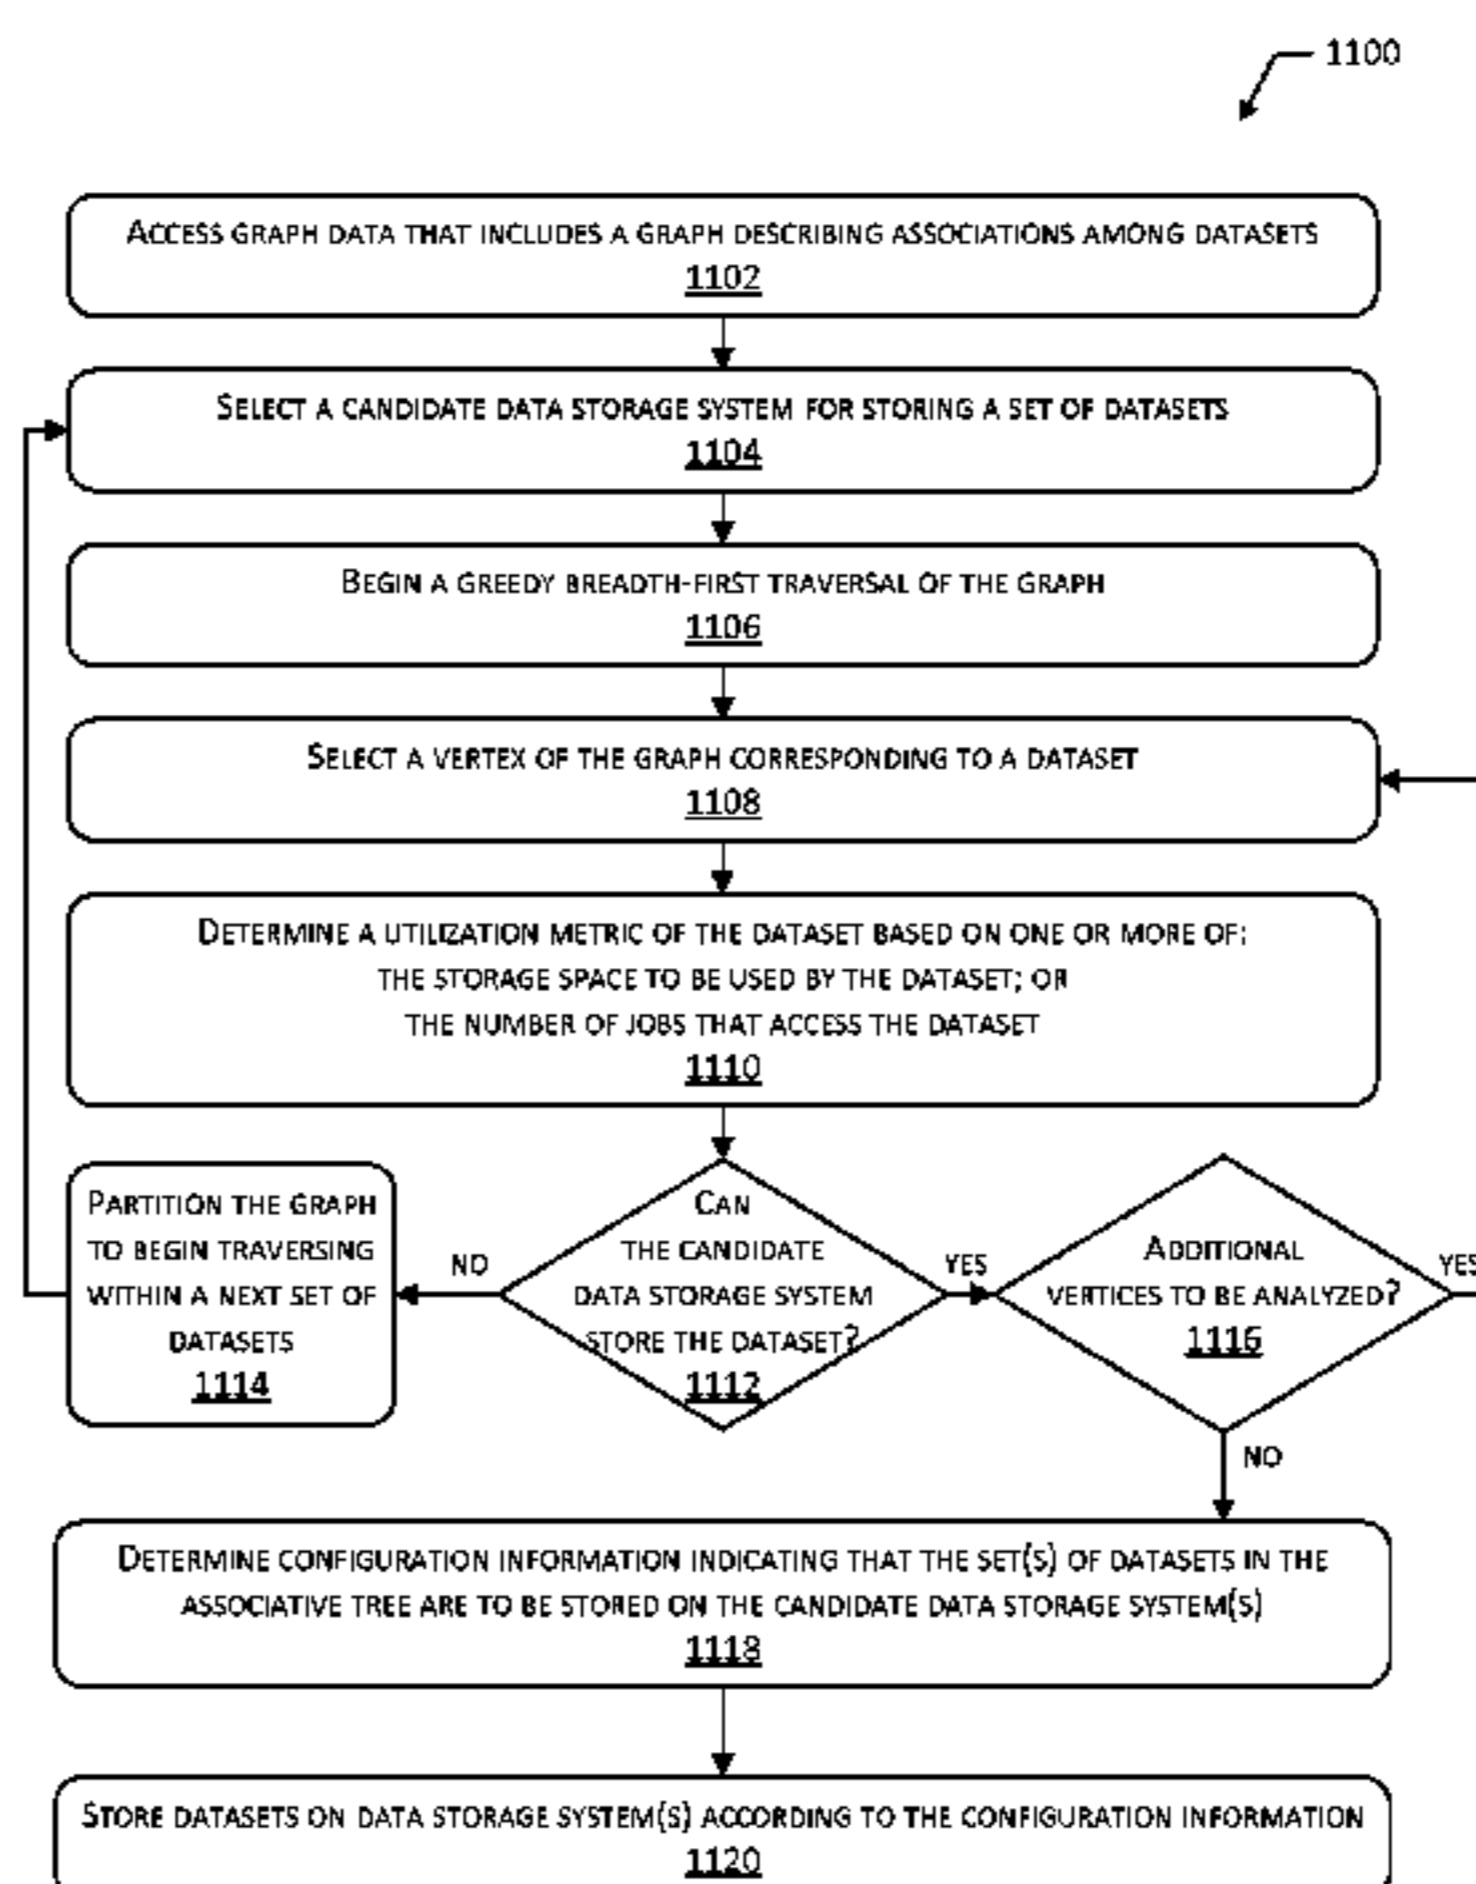 1100
ACCESS GRAPH DATA THAT INCLUDES A GRAPH DESCRIBING ASSOCIATIONS AMONG DATASETS
1102
SELECT A CANDIDATE DATA STORAGE SYSTEM FOR STORING A SET OF DATASETS
1104
BEGIN A GREEDY BREADTH-FIRST TRAVERSAL OF THE GRAPH
1106
SELECT A VERTEX OF THE GRAPH CORRESPONDING TO A DATASET
1108
DETERMINE A UTILIZATION METRIC OF THE DATASET BASED ON ONE OR MORE OF:
THE STORAGE SPACE TO BE USED BY THE DATASET; OR
THE NUMBER OF JOBS THAT ACCESS THE DATASET
1110
PARTITION THE GRAPH
TO BEGIN TRAVERSING
WITHIN A NEXT SET OF
DATASETS
1114
NO
CAN
THE CANDIDATE
DATA STORAGE SYSTEM
STORE THE DATASET?
1112
YES
ADDITIONAL
VERTICES TO BE ANALYZED?
1116
YES
NO
DETERMINE CONFIGURATION INFORMATION INDICATING THAT THE SET(S) OF DATASETS IN THE
ASSOCIATIVE TREE ARE TO BE STORED ON THE CANDIDATE DATA STORAGE SYSTEM(S)
1118
STORE DATASETS ON DATA STORAGE SYSTEM(S) ACCORDING TO THE CONFIGURATION INFORMATION
1120